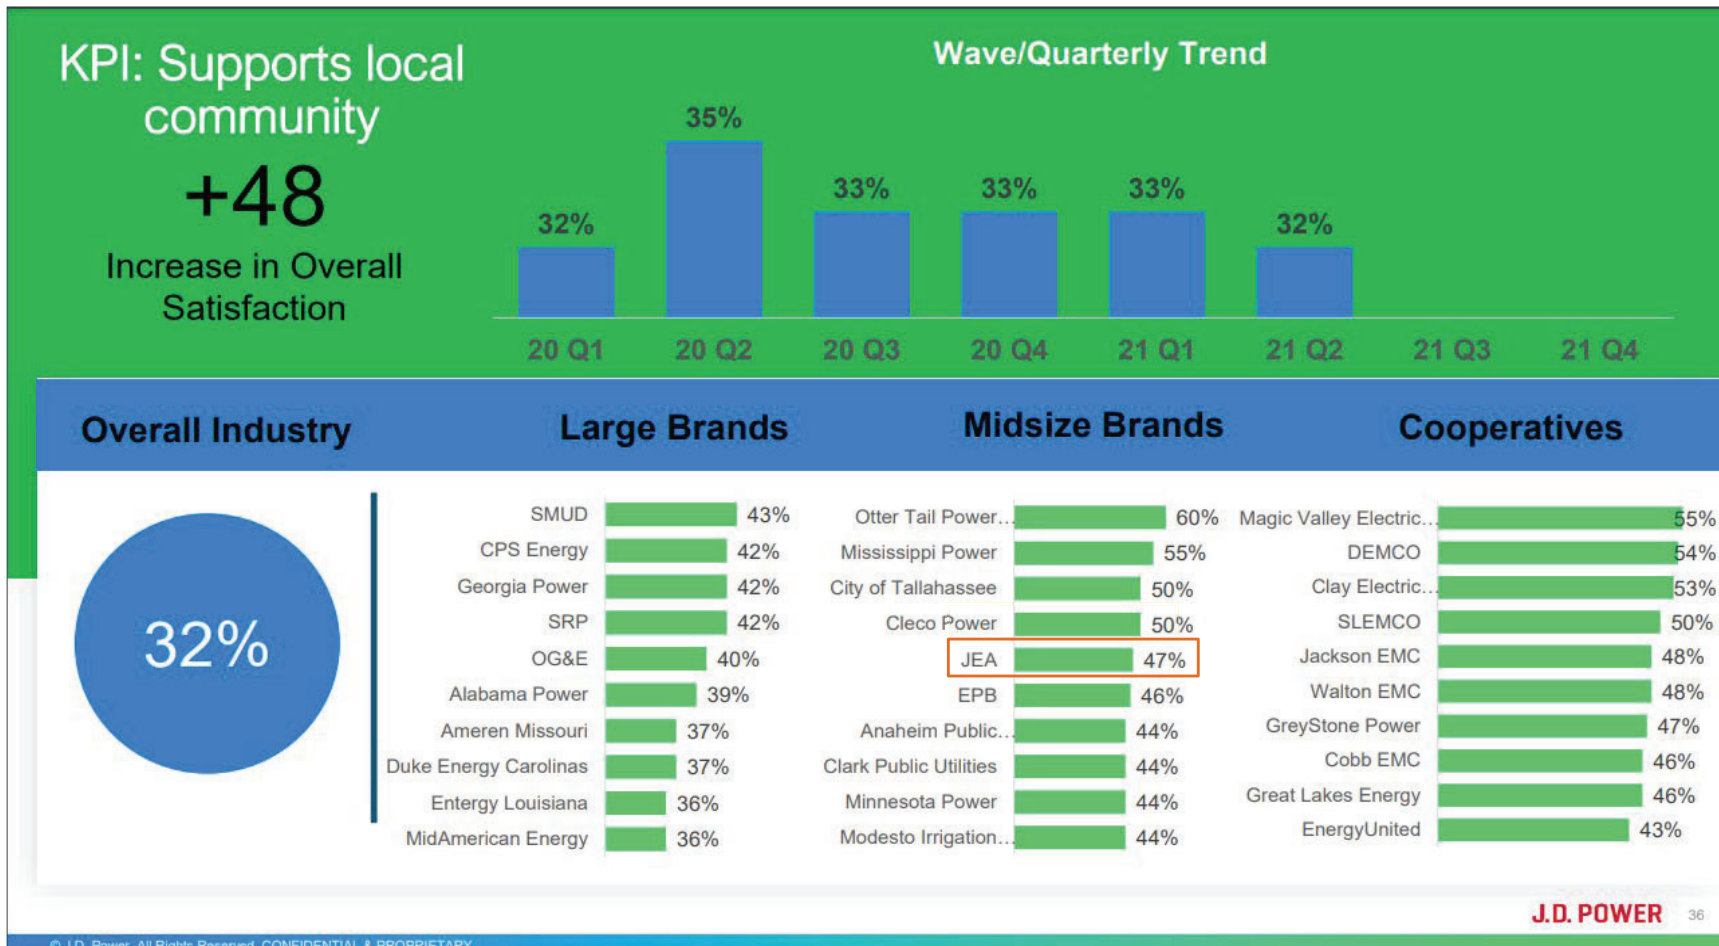 KPI: Supports local
community
+48
Increase in Overall
Satisfaction
Wave/Quarterly Trend
32%
35%
33%
33%
33%
32%
20 Q1
20 Q2
20 Q3
20 Q4
21 Q1
21 Q2
21 Q3
21 Q4
Overall Industry
Large Brands
Midsize Brands
Cooperatives
32%
SMUD 43%
CPS Energy 42%
Georgia Power 42%
SRP 42%
OG&E 40%
Alabama Power 39%
Ameren Missouri 37%
Duke Energy Carolinas 37%
Entergy Louisiana 36%
MidAmerican Energy 36%
Otter Tail Power... 60%
Mississippi Power 55%
City of Tallahassee 50%
Cleco Power 50%
JEA 47%
EPB 46%
Anaheim Public... 44%
Clark Public Utilities 44%
Minnesota Power 44%
Modesto Irrigation... 44%
Magic Valley Electric... 55%
DEMCO 54%
Clay Electric... 53%
SLEMCO 50%
Jackson EMC 48%
Walton EMC 48%
GreyStone Power 47%
Cobb EMC 46%
Great Lakes Energy 46%
EnergyUnited 43%
J.D. POWER 36
© J.D. Power. All Rights Reserved. CONFIDENTIAL & PROPRIETARY